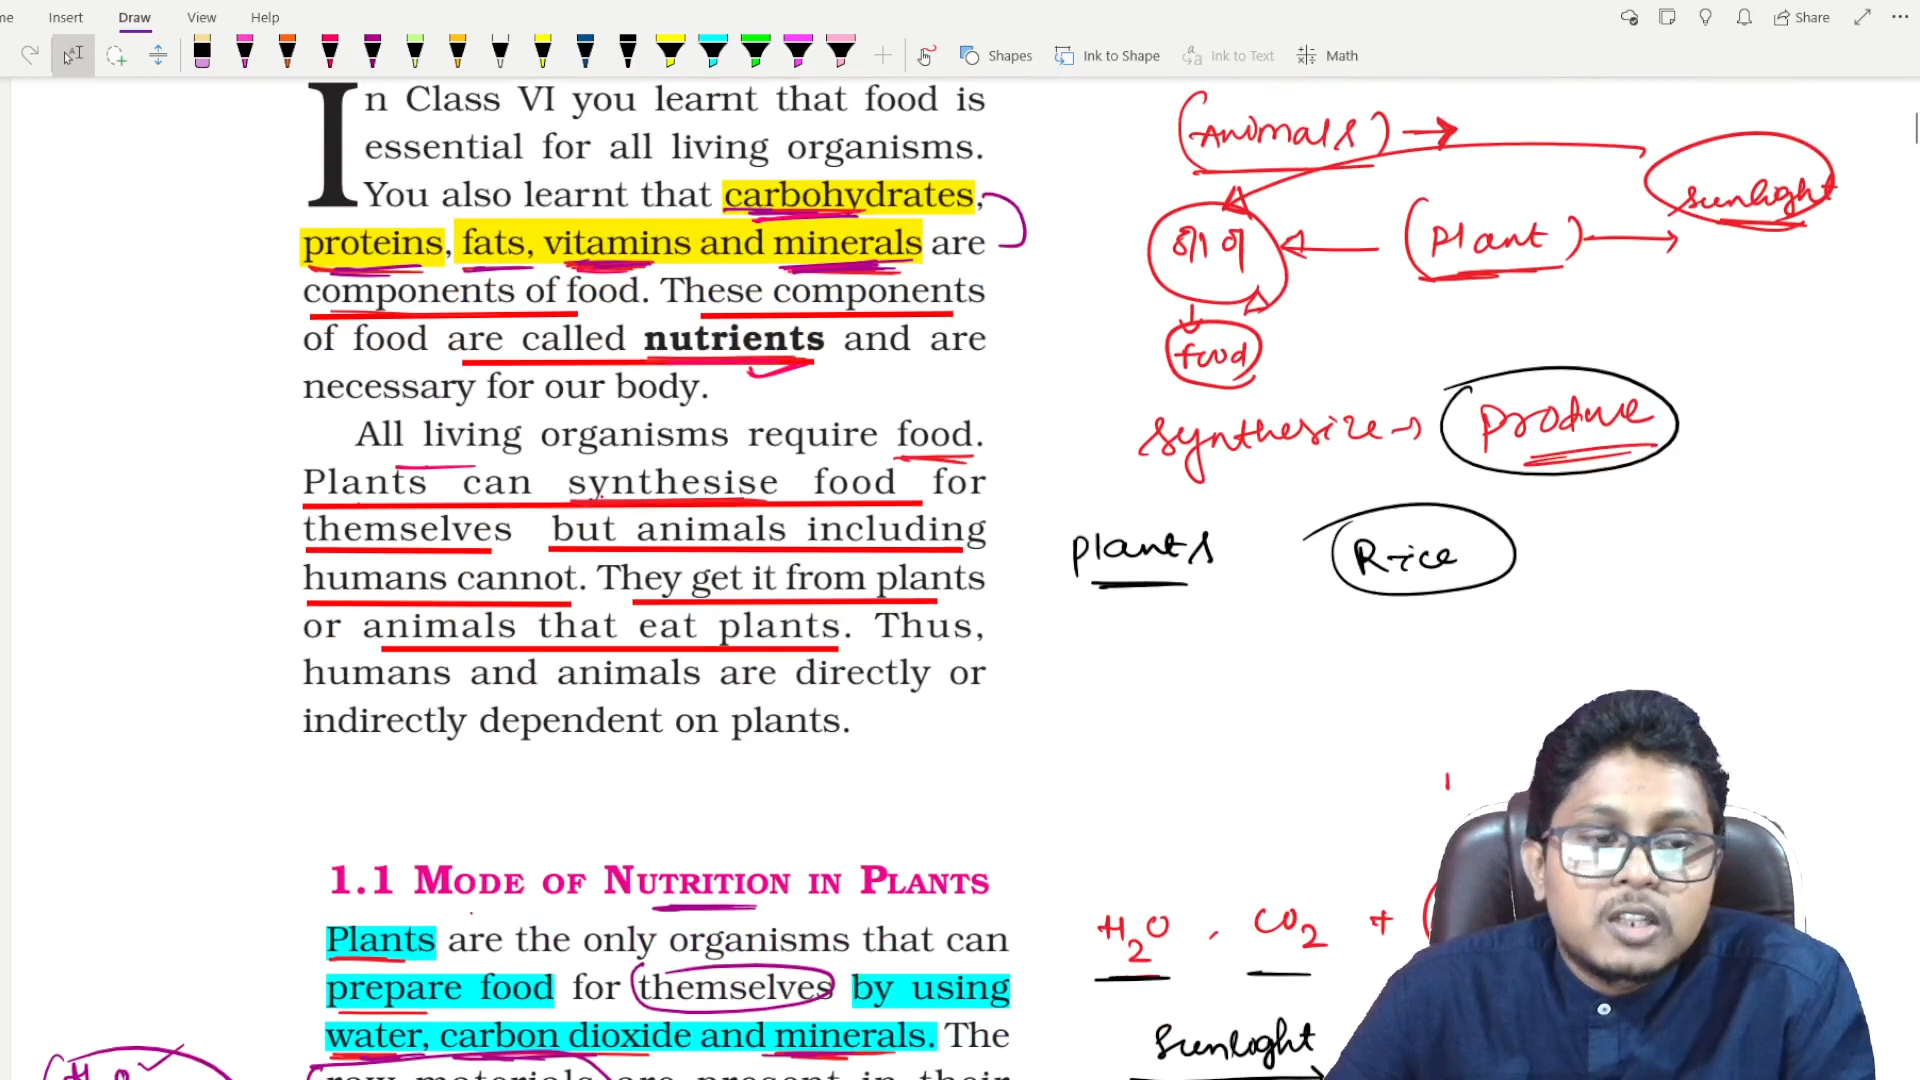 Insert Draw View Help
Share
Shapes Ink to Shape Ink to Text Math
In Class VI you learnt that food is
essential for all living organisms.
You also learnt that carbohydrates,
proteins, fats, vitamins and minerals are
components of food. These components
of food are called nutrients and are
necessary for our body.
All living organisms require food.
Plants can synthesise food for
themselves but animals including
humans cannot. They get it from plants
or animals that eat plants. Thus,
humans and animals are directly or
indirectly dependent on plants.
1.1 MODE OF NUTRITION IN PLANTS
Plants are the only organisms that can
prepare food for themselves by using
water, carbon dioxide and minerals. The
raw materials are present in their
(Animals) →
sunlight
(plant)
food
synthesize → produce
plants Rice
H2O , CO2 +
Sunlight